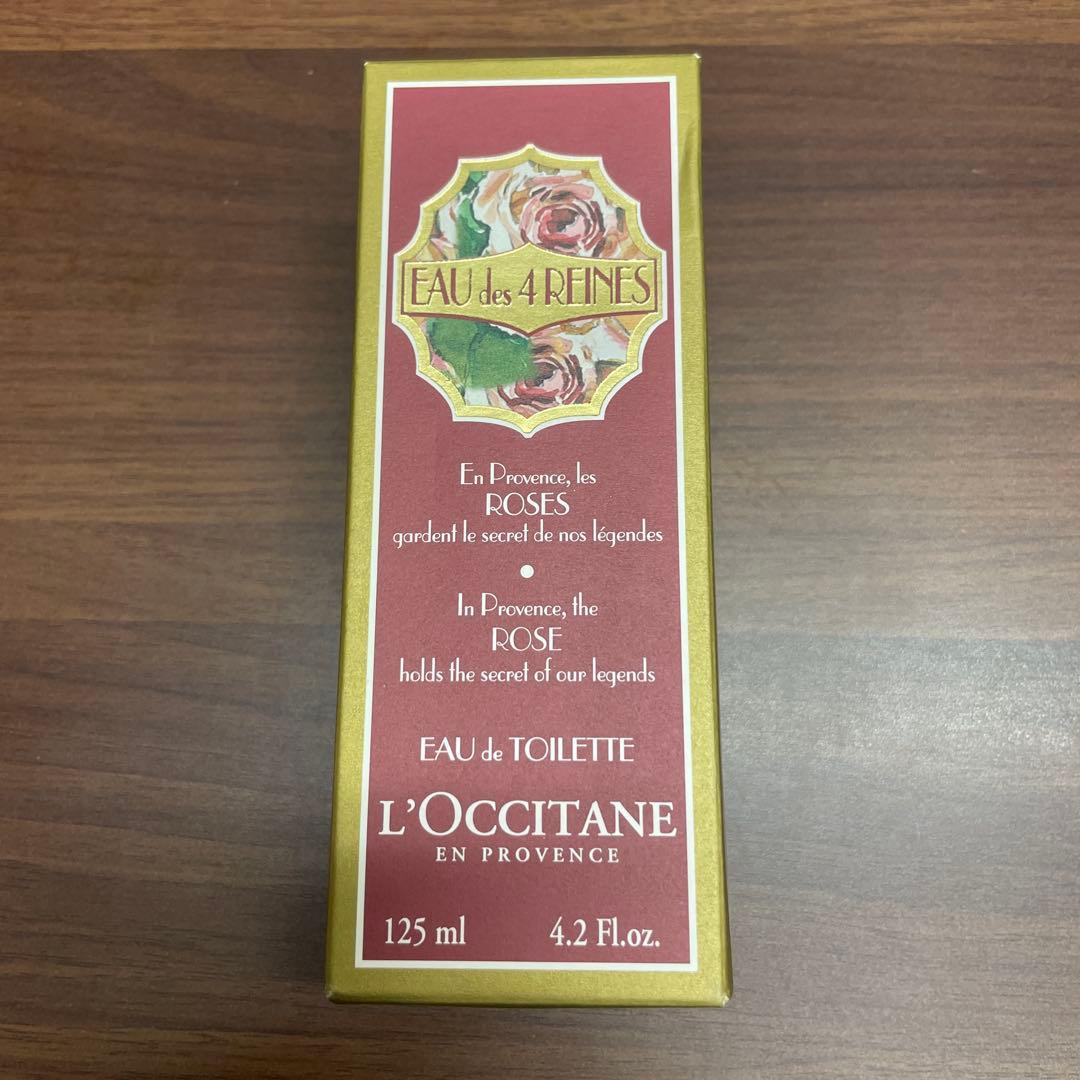 EAU des 4 REINES
En Provence, les
ROSES
gardent le secret de nos légendes
In Provence, the
ROSE
holds the secret of our legends
EAU de TOILETTE
L'OCCITANE
EN PROVENCE
125 ml 4.2 Fl.oz.